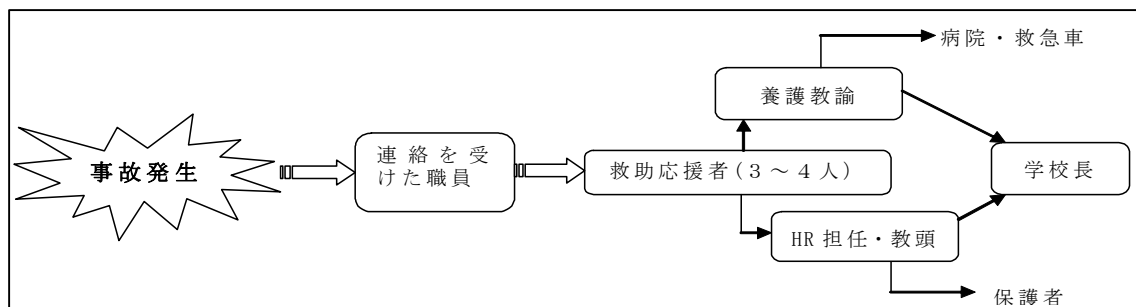 病院・救急車
養護教諭
事故発生
連絡を受
けた職員
救助応援者(3~4人)
学校長
HR担任・教頭
保護者